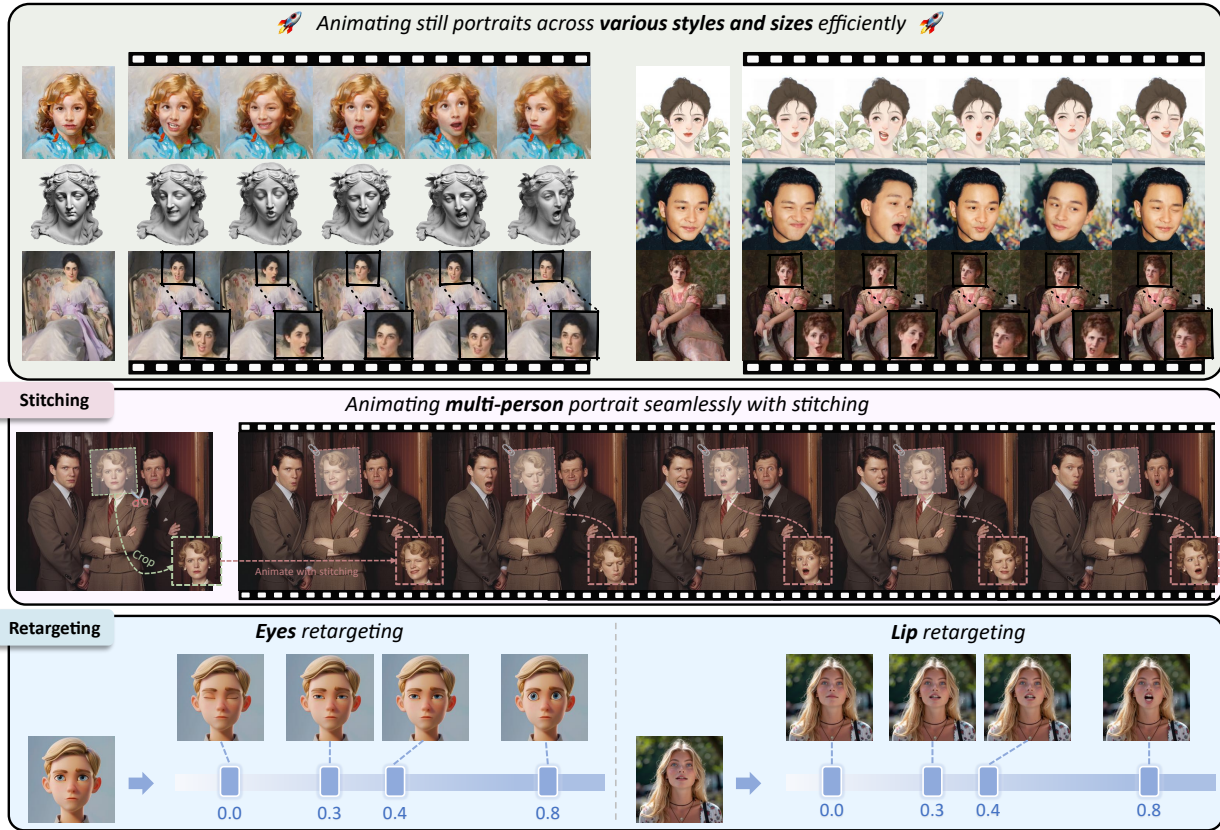 🚀 Animating still portraits across various styles and sizes efficiently 🚀
Stitching
Animating multi-person portrait seamlessly with stitching
Crop
Animate with stitching
Retargeting
Eyes retargeting
Lip retargeting
0.0 0.3 0.4 0.8
0.0 0.3 0.4 0.8